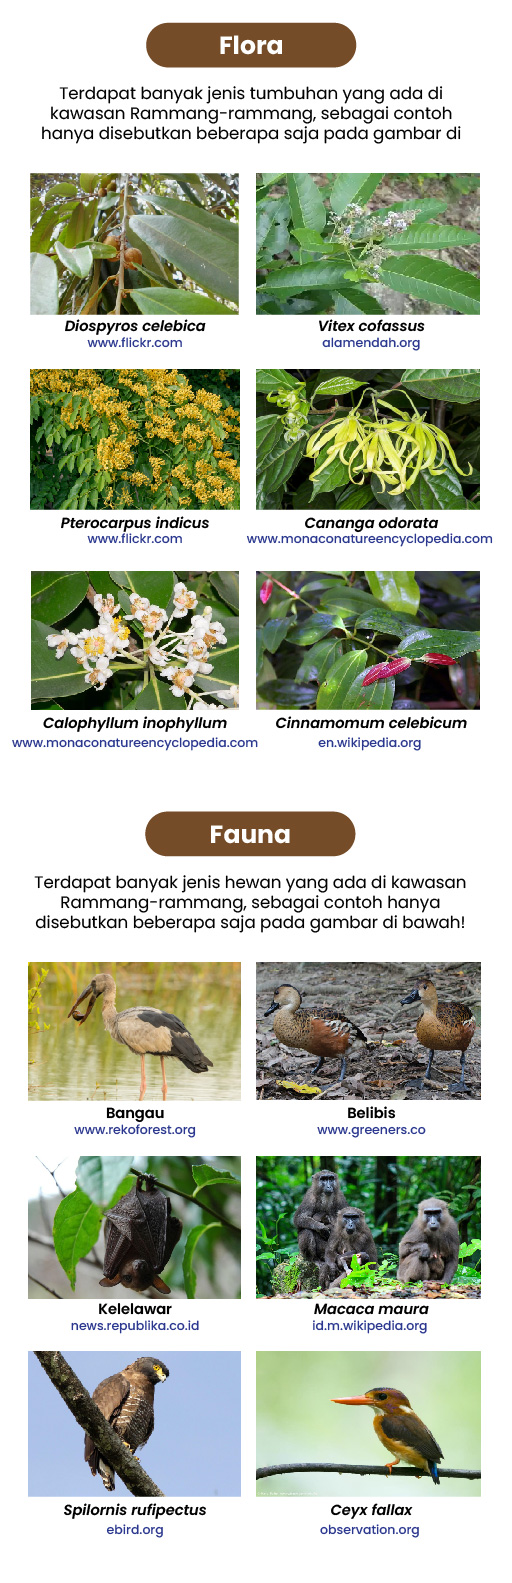 Flora
Terdapat banyak jenis tumbuhan yang ada di
kawasan Rammang-rammang, sebagai contoh
hanya disebutkan beberapa saja pada gambar di
Diospyros celebica
www.flickr.com
Vitex cofassus
alamendah.org
Pterocarpus indicus
www.flickr.com
Cananga odorata
www.monaconatureencyclopedia.com
Calophyllum inophyllum
www.monaconatureencyclopedia.com
Cinnamomum celebicum
en.wikipedia.org
Fauna
Terdapat banyak jenis hewan yang ada di kawasan
Rammang-rammang, sebagai contoh hanya
disebutkan beberapa saja pada gambar di bawah!
Bangau
www.rekoforest.org
Belibis
www.greeners.co
Kelelawar
news.republika.co.id
Macaca maura
id.m.wikipedia.org
Spilornis rufipectus
ebird.org
Ceyx fallax
observation.org